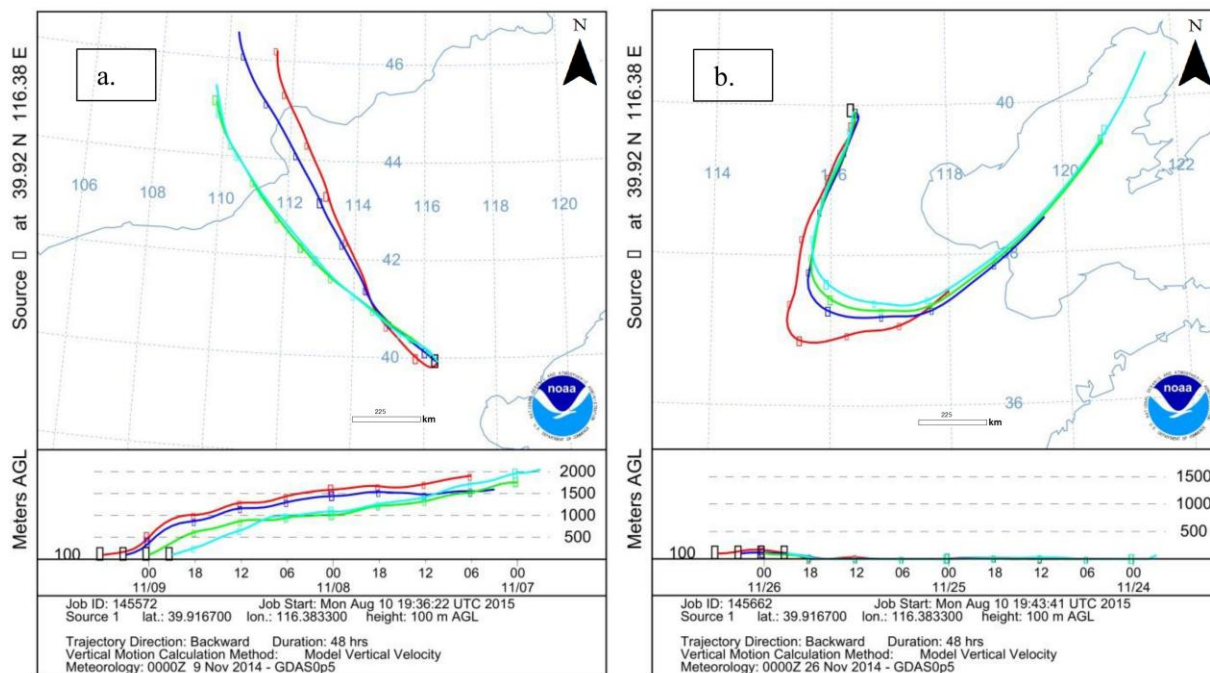 a.
N
Source at 39.92 N 116.38 E
46
44
42
40
106
108
110
112
114
116
118
120
noaa
225 km
Meters AGL
2000
1500
1000
500
100
00 18 12 06 00 18 12 06 00
11/09 11/08 11/07
Job ID: 145572 Job Start: Mon Aug 10 19:36:22 UTC 2015
Source 1 lat.: 39.916700 lon.: 116.383300 height: 100 m AGL
Trajectory Direction: Backward Duration: 48 hrs
Vertical Motion Calculation Method: Model Vertical Velocity
Meteorology: 0000Z 9 Nov 2014 - GDAS0p5
b.
N
Source at 39.92 N 116.38 E
40
36
114
118
120
122
noaa
225 km
Meters AGL
1500
1000
500
100
00 18 12 06 00 18 12 06 00
11/26 11/25 11/24
Job ID: 145662 Job Start: Mon Aug 10 19:43:41 UTC 2015
Source 1 lat.: 39.916700 lon.: 116.383300 height: 100 m AGL
Trajectory Direction: Backward Duration: 48 hrs
Vertical Motion Calculation Method: Model Vertical Velocity
Meteorology: 0000Z 26 Nov 2014 - GDAS0p5